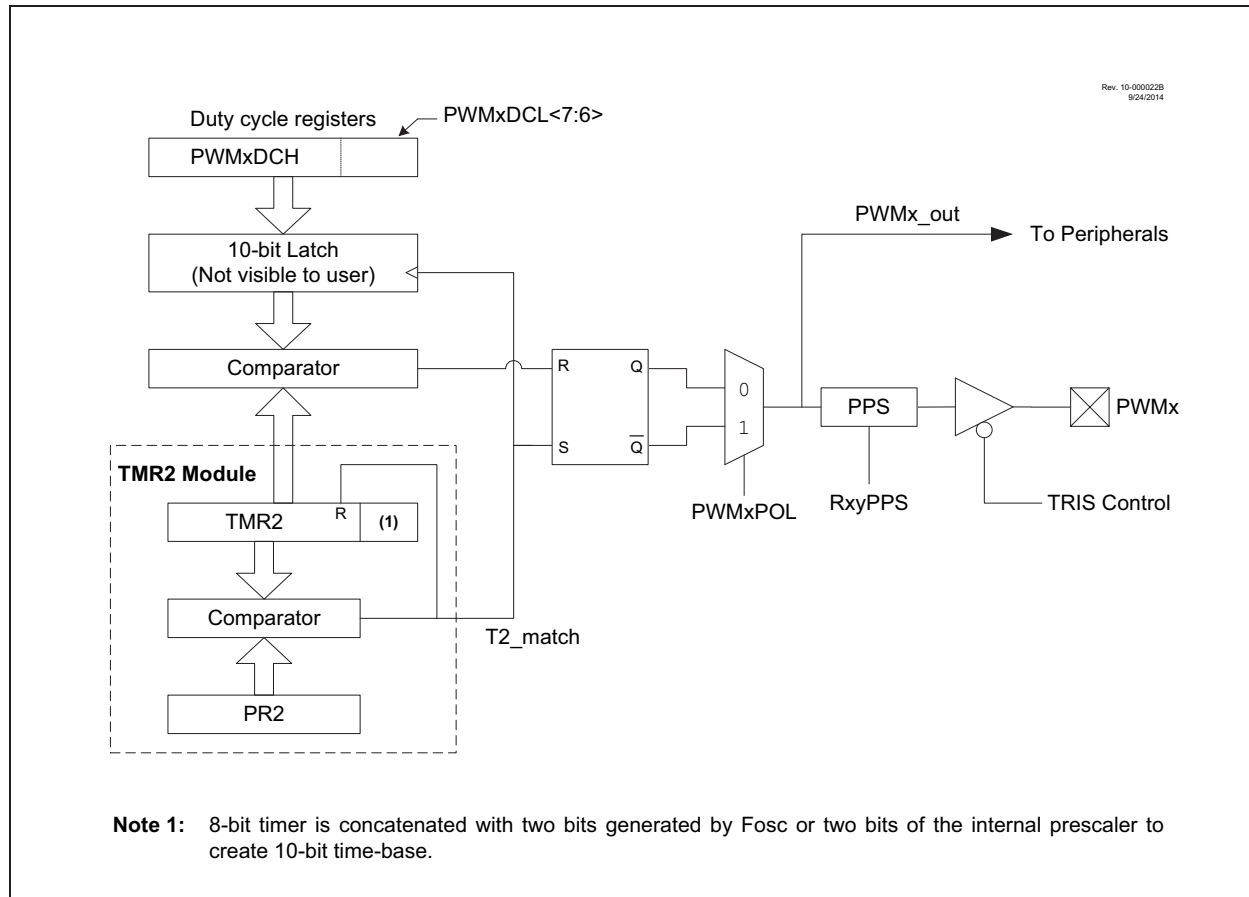 Rev. 10-000022B
9/24/2014
Duty cycle registers
PWMxDCL<7:6>
PWMxDCH
10-bit Latch
(Not visible to user)
Comparator
PWMx_out
To Peripherals
R
Q
S
Q̅
0
1
PWMxPOL
PPS
RxyPPS
PWMx
TRIS Control
TMR2 Module
TMR2
R
(1)
Comparator
T2_match
PR2
Note 1: 8-bit timer is concatenated with two bits generated by Fosc or two bits of the internal prescaler to
create 10-bit time-base.